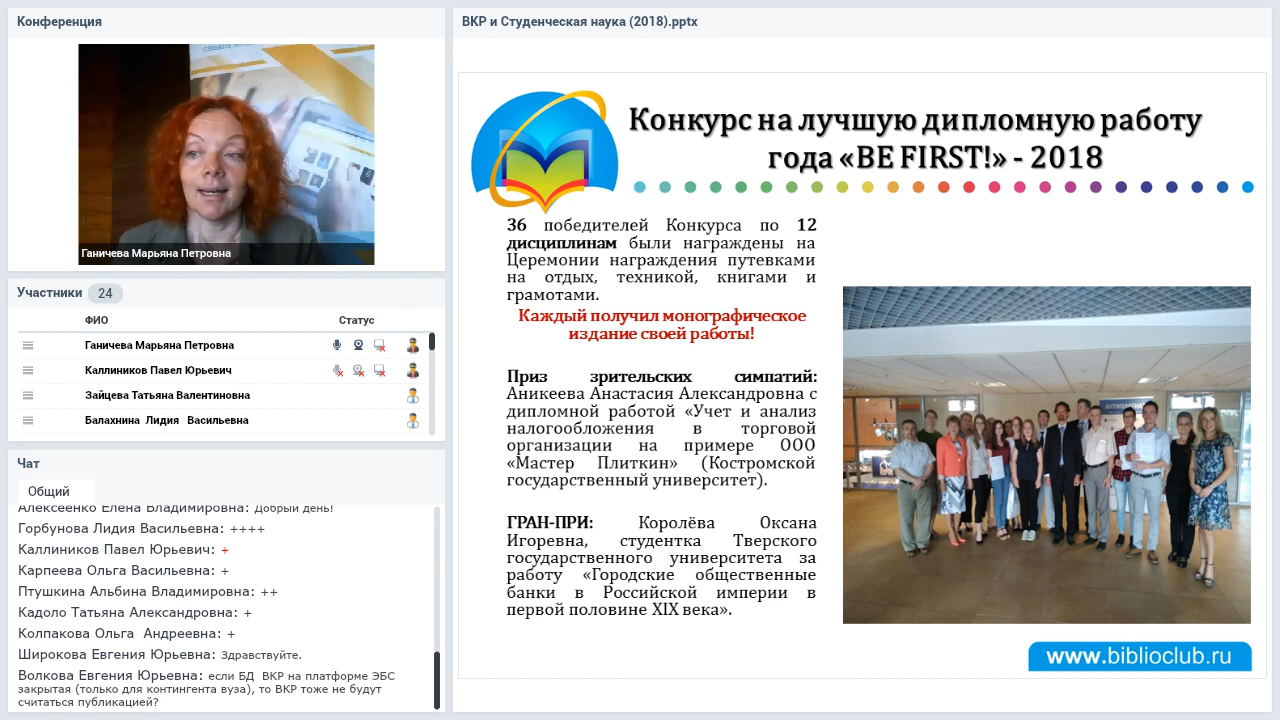 Конференция
СВЫШЕ
Ганичева Марьяна Петровна
Участники 24
ФИО Статус
Ганичева Марьяна Петровна
Каллиников Павел Юрьевич
Зайцева Татьяна Валентиновна
Балахнина Лидия Васильевна
Чат
Общий
Алексеенко Елена Владимировна: Добрый день!
Горбунова Лидия Васильевна: ++++
Каллиников Павел Юрьевич: +
Карпеева Ольга Васильевна: +
Птушкина Альбина Владимировна: ++
Кадоло Татьяна Александровна: +
Колпакова Ольга Андреевна: +
Широкова Евгения Юрьевна: Здравствуйте.
Волкова Евгения Юрьевна: если БД ВКР на платформе ЭБС
закрытая (только для контингента вуза), то ВКР тоже не будут
считаться публикацией?
ВКР и Студенческая наука (2018).pptx
Конкурс на лучшую дипломную работу
года «BE FIRST!» - 2018
36 победителей Конкурса по 12
дисциплинам были награждены на
Церемонии награждения путевками
на отдых, техникой, книгами и
грамотами.
Каждый получил монографическое
издание своей работы!
Приз зрительских симпатий:
Аникеева Анастасия Александровна с
дипломной работой «Учет и анализ
налогообложения в торговой
организации на примере ООО
«Мастер Плиткин» (Костромской
государственный университет).
ГРАН-ПРИ: Королёва Оксана
Игоревна, студентка Тверского
государственного университета за
работу «Городские общественные
банки в Российской империи в
первой половине XIX века».
АНТИПЛАГИАТ
www.biblioclub.ru